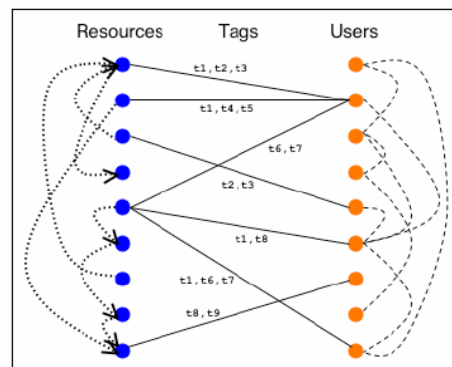 Resources Tags Users
t1,t2,t3
t1,t4,t5
t6,t7
t2,t3
t1,t8
t1,t6,t7
t8,t9